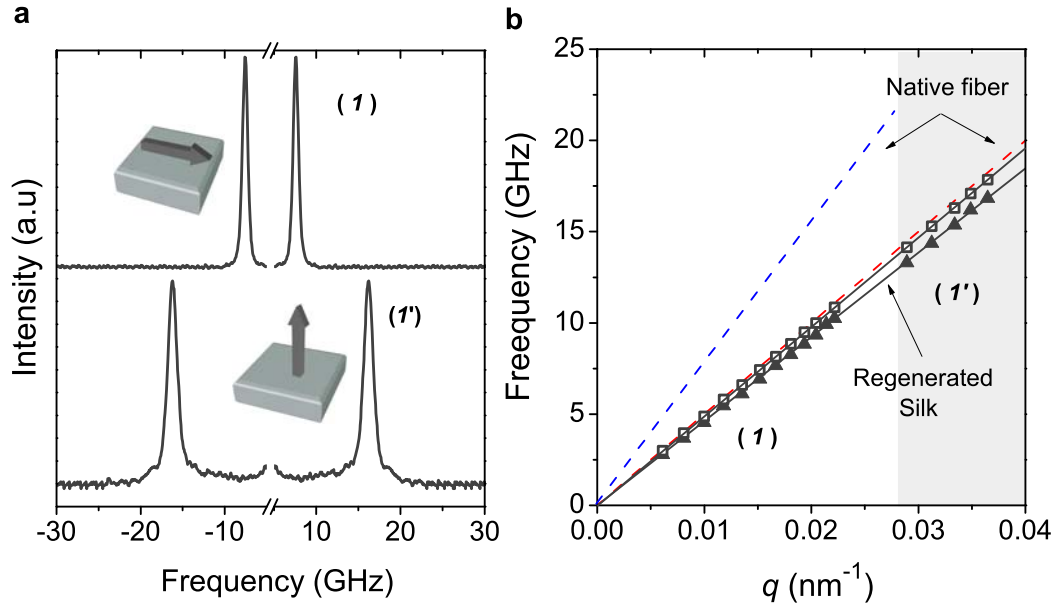 a
(1)
(1')
Intensity (a.u)
-30
-20
-10
10
20
30
Frequency (GHz)
b
25
20
15
10
5
0
Native fiber
(1')
Regenerated
Silk
(1)
Freequency (GHz)
0.00
0.01
0.02
0.03
0.04
q (nm⁻¹)